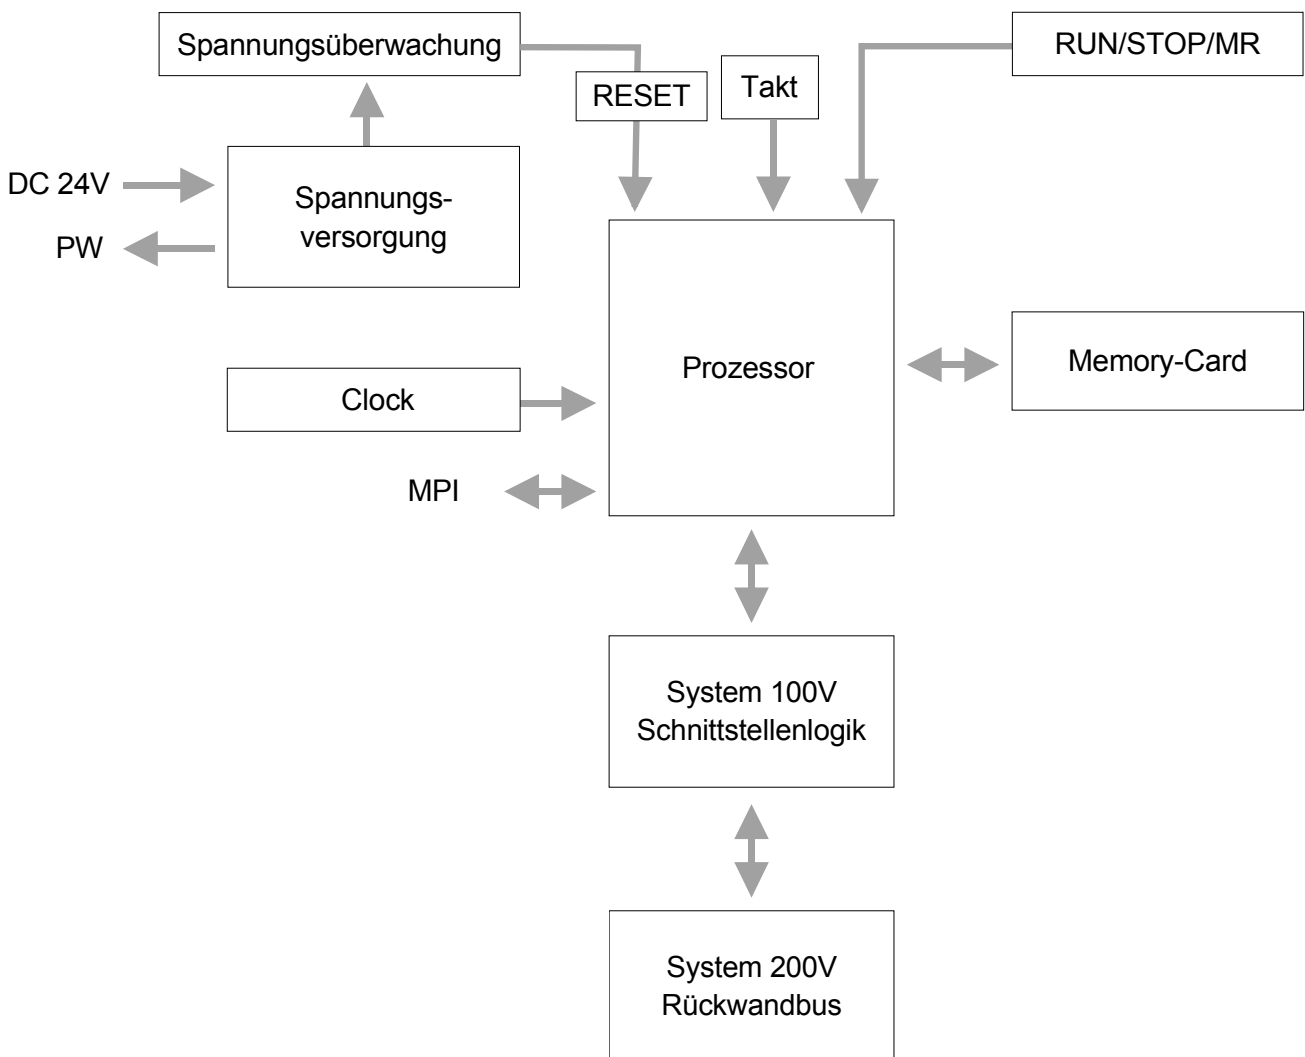 Spannungsüberwachung
RUN/STOP/MR
RESET
Takt
DC 24V
Spannungs-
versorgung
PW
Prozessor
Memory-Card
Clock
MPI
System 100V
Schnittstellenlogik
System 200V
Rückwandbus